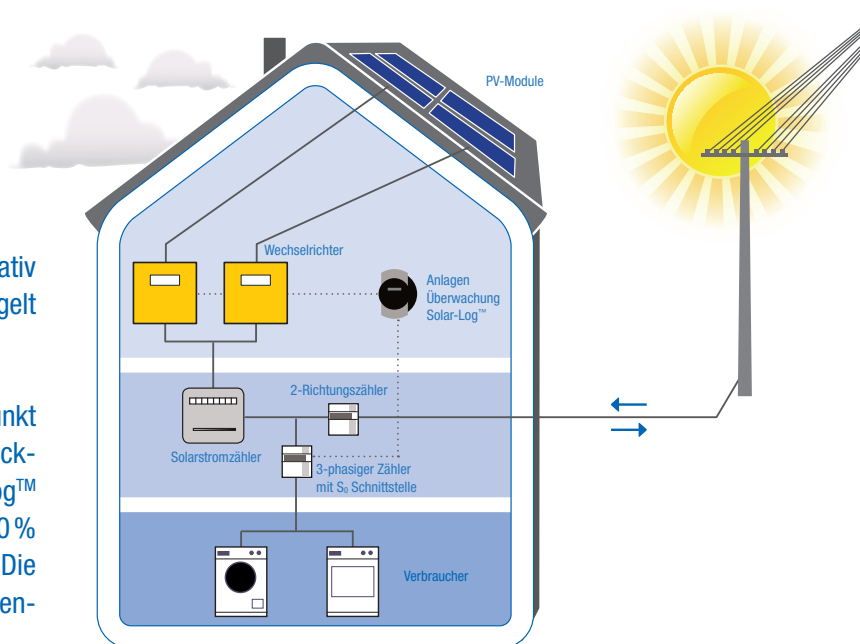 PV-Module
Wechselrichter
Anlagen
Überwachung
Solar-Log™
2-Richtungszähler
Solarstromzähler
3-phasiger Zähler
mit S₀ Schnittstelle
Verbraucher
ativ
gelt
unkt
ck-
og™
0 %
Die
en-